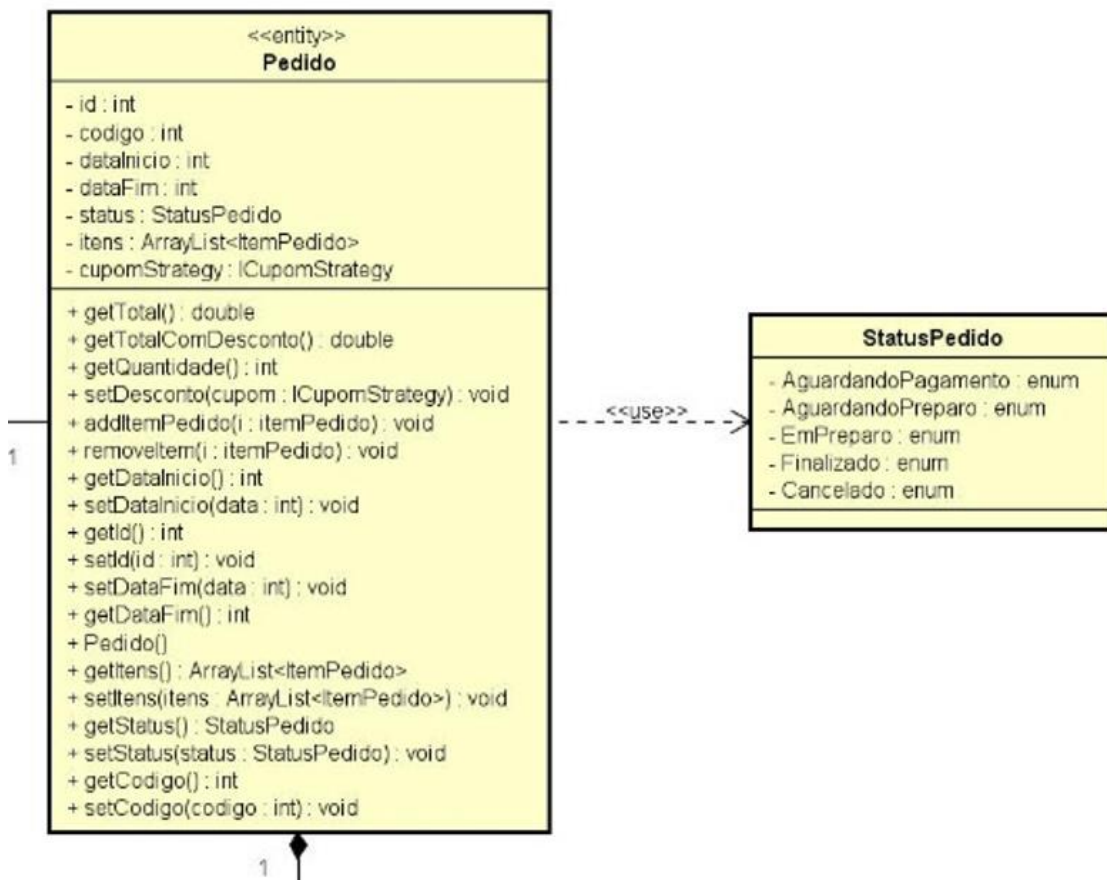 <<entity>>
Pedido
- id : int
- codigo : int
- dataInicio : int
- dataFim : int
- status : StatusPedido
- itens : ArrayList<ItemPedido>
- cupomStrategy : ICupomStrategy
+ getTotal() : double
+ getTotalComDesconto() : double
+ getQuantidade() : int
+ setDesconto(cupom : ICupomStrategy) : void
+ addItemPedido(i : itemPedido) : void
+ removeItem(i : itemPedido) : void
+ getDataInicio() : int
+ setDataInicio(data : int) : void
+ getId() : int
+ setId(id : int) : void
+ setDataFim(data : int) : void
+ getDataFim() : int
+ Pedido()
+ getItens() : ArrayList<ItemPedido>
+ setItens(itens : ArrayList<ItemPedido>) : void
+ getStatus() : StatusPedido
+ setStatus(status : StatusPedido) : void
+ getCodigo() : int
+ setCodigo(codigo : int) : void
1
1
<<use>>
StatusPedido
- AguardandoPagamento : enum
- AguardandoPreparo : enum
- EmPreparo : enum
- Finalizado : enum
- Cancelado : enum